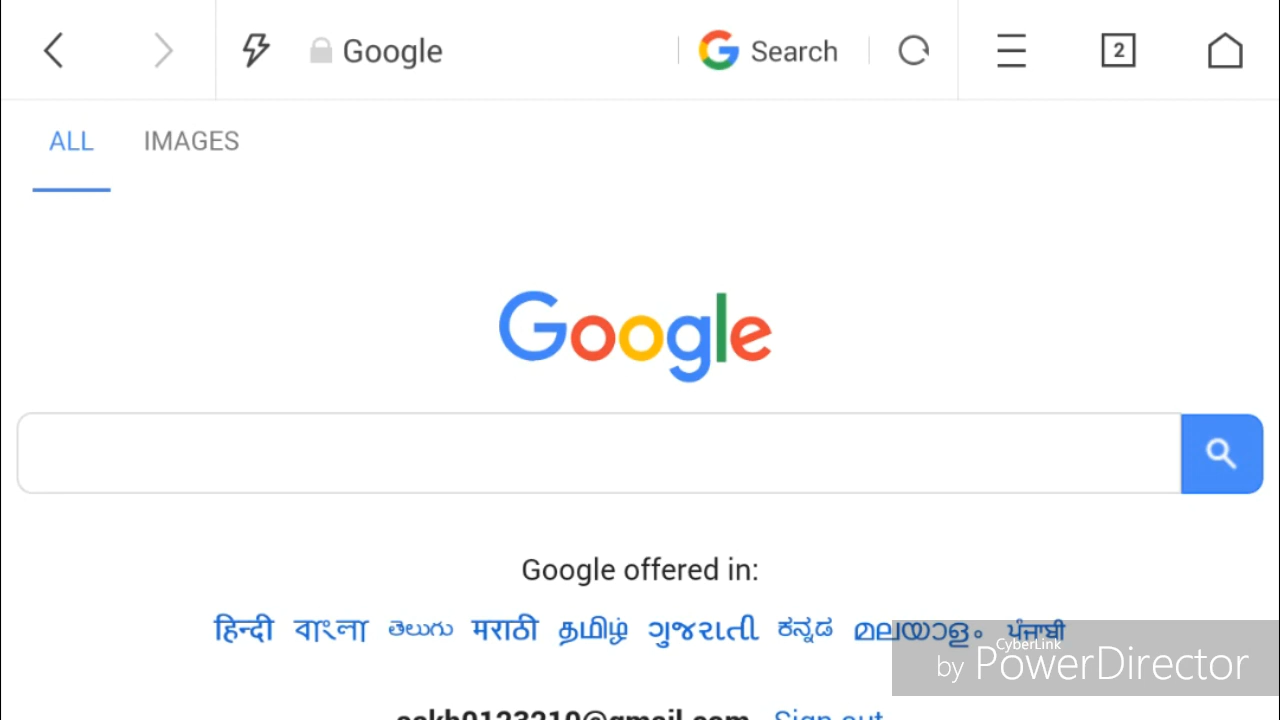 Google Search 2
ALL IMAGES
Google
Google offered in:
हिन्दी বাংলা తెలుగు मराठी தமிழ் ગુજરાતી ಕನ್ನಡ മലയാളം ਪੰਜਾਬੀ
CyberLink
by PowerDirector
Sign out